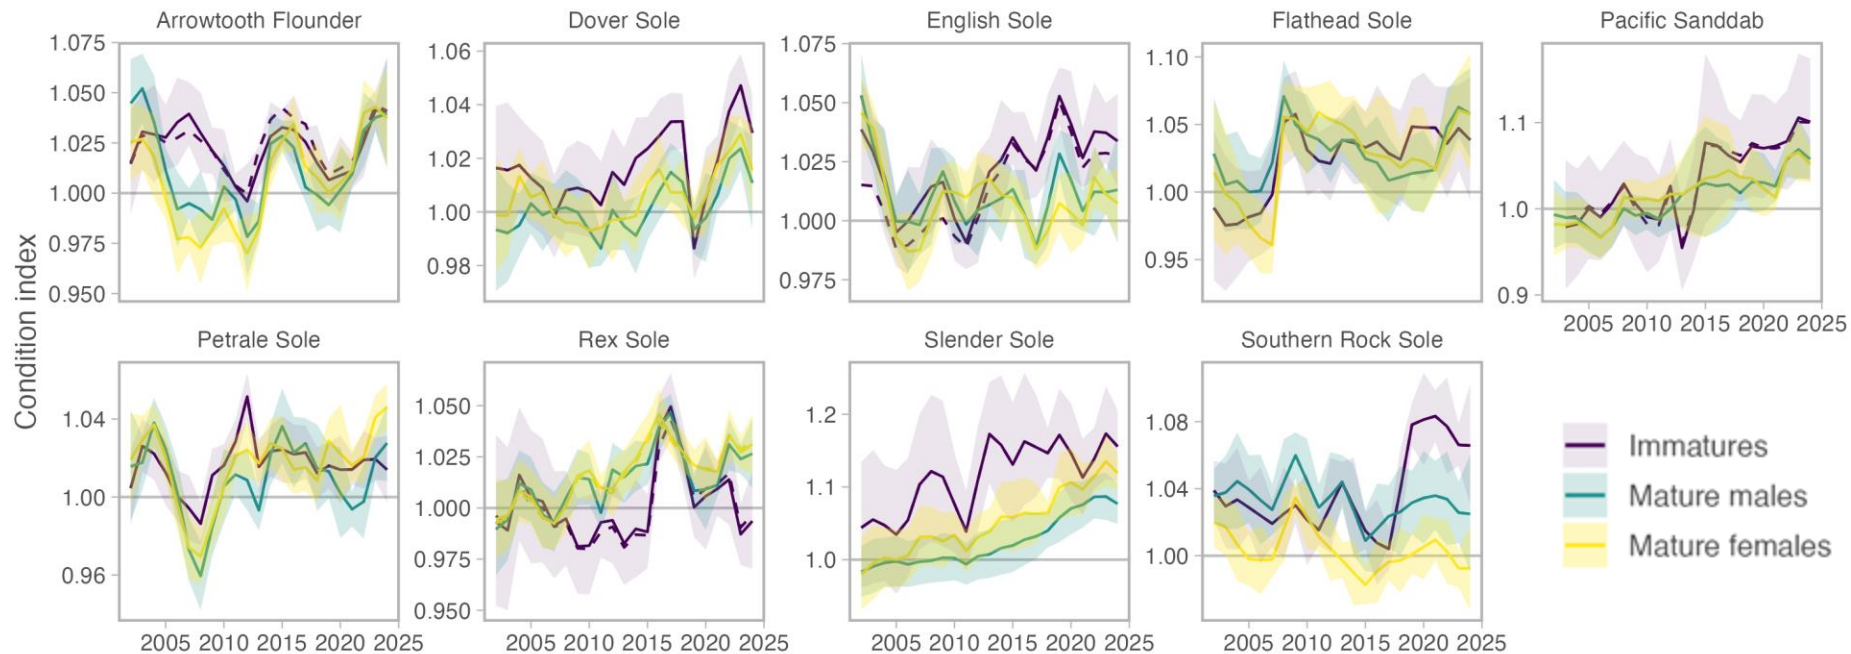 Arrowtooth Flounder
Dover Sole
English Sole
Flathead Sole
Pacific Sanddab
Condition index
1.075
1.050
1.025
1.000
0.975
0.950
1.06
1.04
1.02
1.00
0.98
1.075
1.050
1.025
1.000
0.975
1.10
1.05
1.00
0.95
1.1
1.0
0.9
2005 2010 2015 2020 2025
Petrale Sole
Rex Sole
Slender Sole
Southern Rock Sole
1.04
1.00
0.96
1.050
1.025
1.000
0.975
0.950
1.2
1.1
1.0
1.08
1.04
1.00
2005 2010 2015 2020 2025
2005 2010 2015 2020 2025
2005 2010 2015 2020 2025
2005 2010 2015 2020 2025
Immatures
Mature males
Mature females